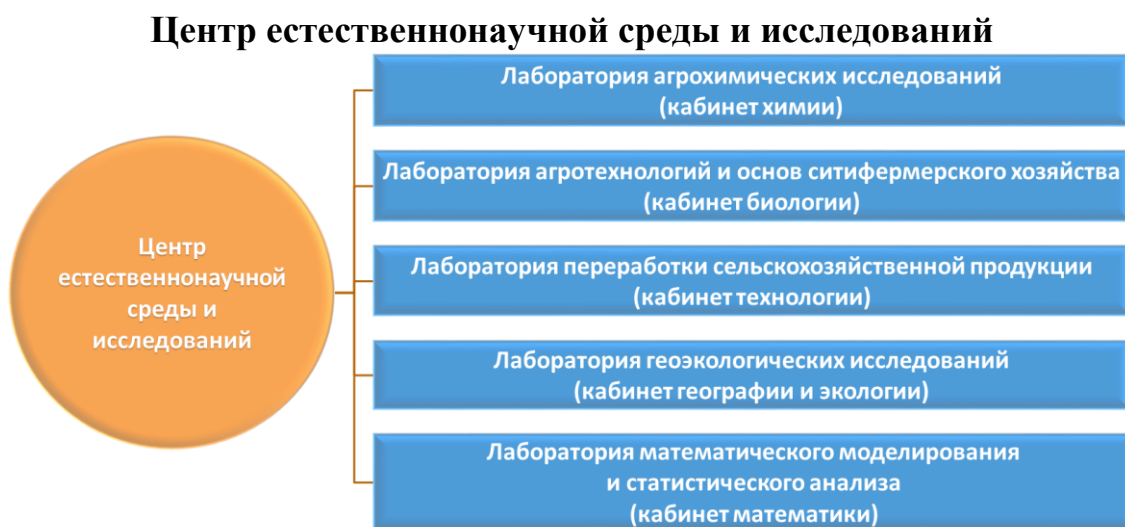 Центр естественнонаучной среды и исследований
Центр
естественнонаучной
среды и
исследований
Лаборатория агрохимических исследований
(кабинет химии)
Лаборатория агротехнологий и основ ситифермерского хозяйства
(кабинет биологии)
Лаборатория переработки сельскохозяйственной продукции
(кабинет технологии)
Лаборатория геоэкологических исследований
(кабинет географии и экологии)
Лаборатория математического моделирования
и статистического анализа
(кабинет математики)